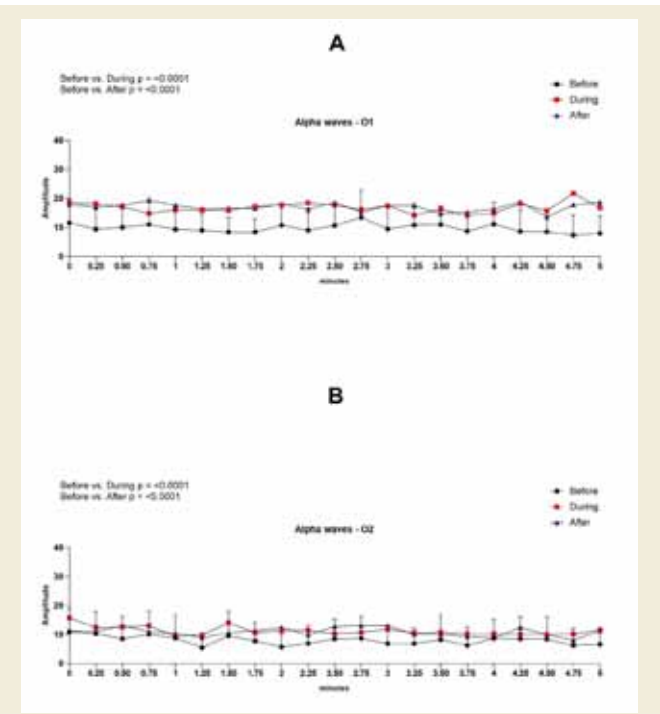 A
Before vs. During p = <0.0001
Before vs. After p = <0.0001
Before
During
After
Alpha waves - O1
Amplitude
40
30
20
10
0
0 0.25 0.50 0.75 1 1.25 1.50 1.75 2 2.25 2.50 2.75 3 3.25 3.50 3.75 4 4.25 4.50 4.75 5
minutes
B
Before vs. During p = <0.0001
Before vs. After p = <0.0001
Before
During
After
Alpha waves - O2
Amplitude
40
30
20
10
0
0 0.25 0.50 0.75 1 1.25 1.50 1.75 2 2.25 2.50 2.75 3 3.25 3.50 3.75 4 4.25 4.50 4.75 5
minutes